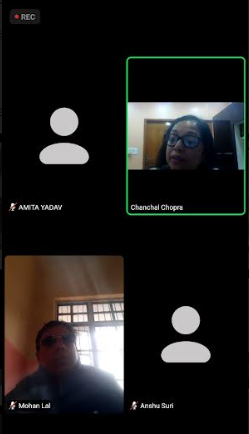 REC
AMITA YADAV
Chanchal Chopra
Mohan Lal
Anshu Suri